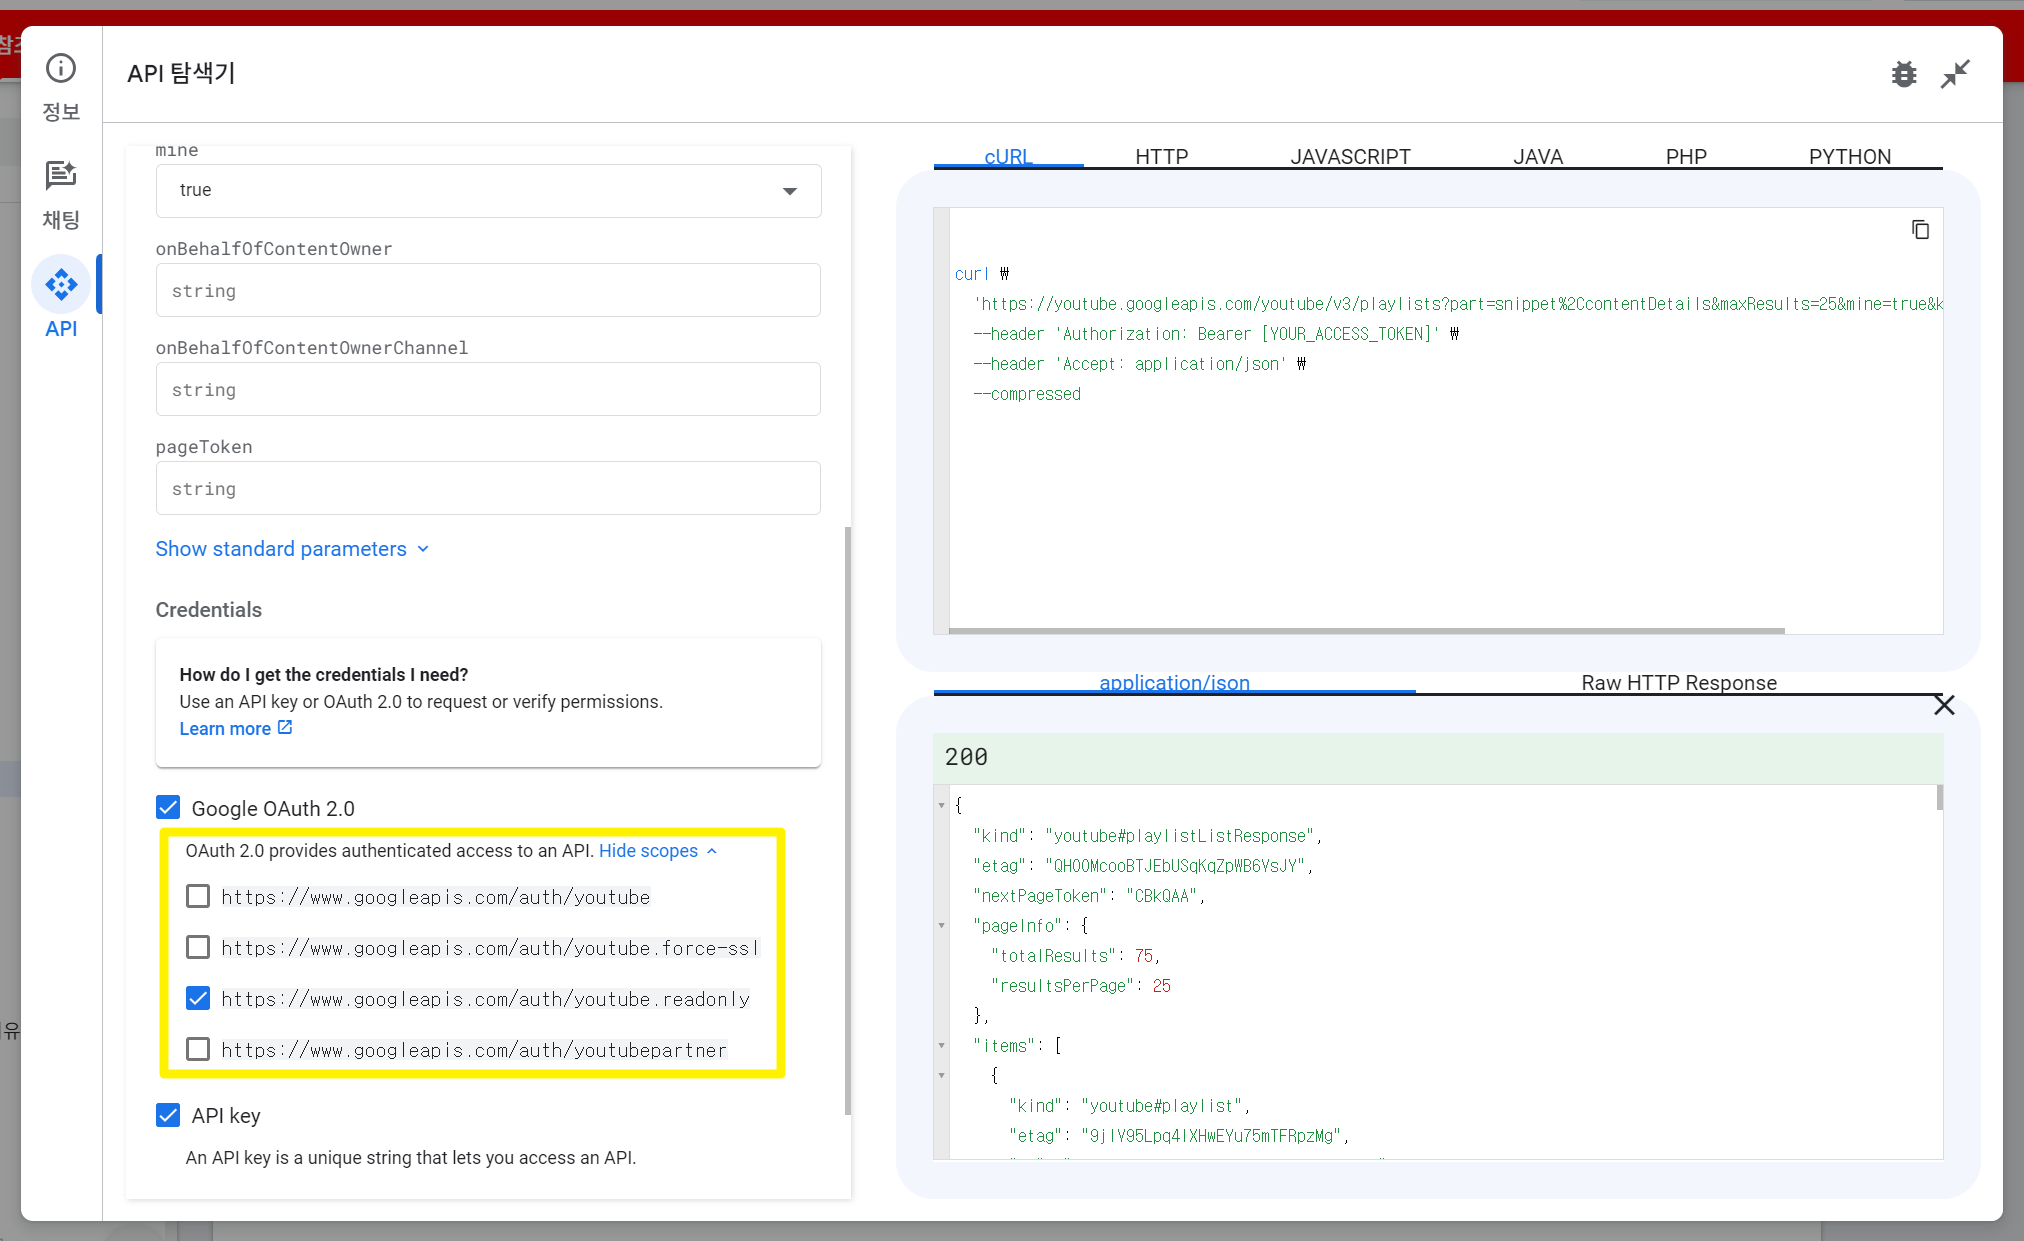 참조
정보
채팅
API
API 탐색기
mine
true
onBehalfOfContentOwner
string
onBehalfOfContentOwnerChannel
string
pageToken
string
Show standard parameters
Credentials
How do I get the credentials I need?
Use an API key or OAuth 2.0 to request or verify permissions.
Learn more
Google OAuth 2.0
OAuth 2.0 provides authenticated access to an API. Hide scopes
https://www.googleapis.com/auth/youtube
https://www.googleapis.com/auth/youtube.force-ssl
https://www.googleapis.com/auth/youtube.readonly
https://www.googleapis.com/auth/youtubepartner
API key
An API key is a unique string that lets you access an API.
cURL HTTP JAVASCRIPT JAVA PHP PYTHON
curl ₩
'https://youtube.googleapis.com/youtube/v3/playlists?part=snippet%2CcontentDetails&maxResults=25&mine=true&k
--header 'Authorization: Bearer [YOUR_ACCESS_TOKEN]' ₩
--header 'Accept: application/json' ₩
--compressed
application/json Raw HTTP Response
200
{
"kind": "youtube#playlistListResponse",
"etag": "QHOOMcooBTJEbUSqKqZpWB6YsJY",
"nextPageToken": "CBkQAA",
"pageInfo": {
"totalResults": 75,
"resultsPerPage": 25
},
"items": [
{
"kind": "youtube#playlist",
"etag": "9jlV95Lpq4lXHwEYu75mTFRpzMg",
유